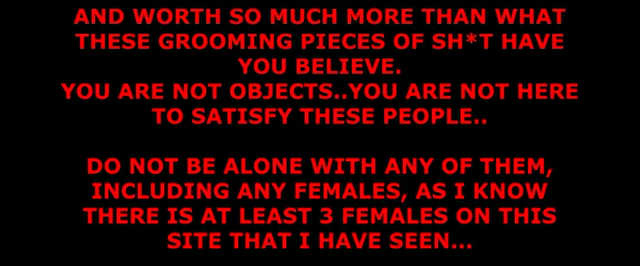 AND WORTH SO MUCH MORE THAN WHAT
THESE GROOMING PIECES OF SH*T HAVE
YOU BELIEVE.
YOU ARE NOT OBJECTS..YOU ARE NOT HERE
TO SATISFY THESE PEOPLE..
DO NOT BE ALONE WITH ANY OF THEM,
INCLUDING ANY FEMALES, AS I KNOW
THERE IS AT LEAST 3 FEMALES ON THIS
SITE THAT I HAVE SEEN...